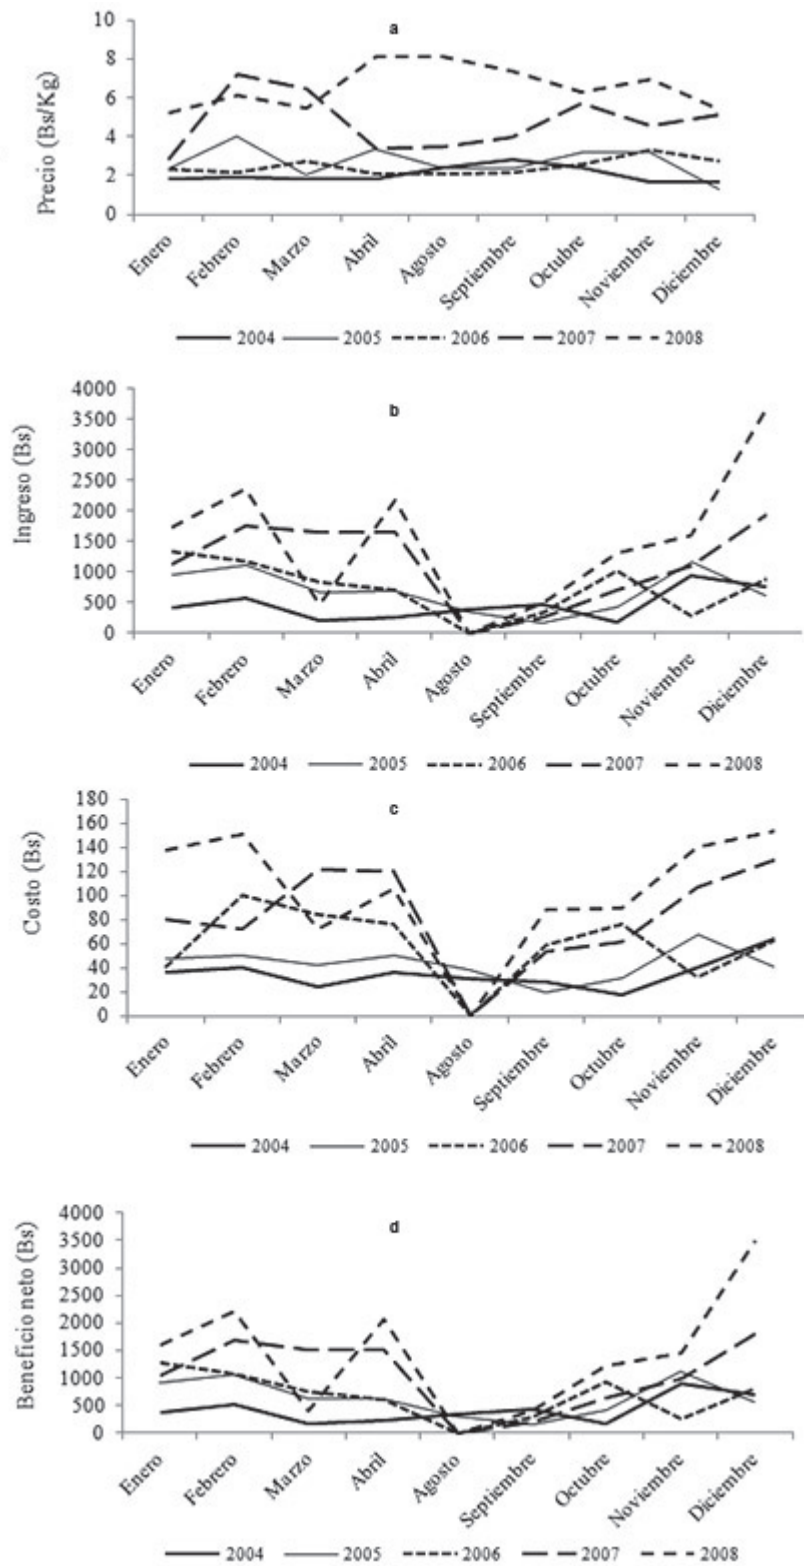 a
Precio (Bs/Kg)
10
8
6
4
2
0
Enero
Febrero
Marzo
Abril
Agosto
Septiembre
Octubre
Noviembre
Diciembre
2004 2005 2006 2007 2008
b
Ingreso (Bs)
4000
3500
3000
2500
2000
1500
1000
500
0
Enero
Febrero
Marzo
Abril
Agosto
Septiembre
Octubre
Noviembre
Diciembre
2004 2005 2006 2007 2008
c
Costo (Bs)
180
160
140
120
100
80
60
40
20
0
Enero
Febrero
Marzo
Abril
Agosto
Septiembre
Octubre
Noviembre
Diciembre
2004 2005 2006 2007 2008
d
Beneficio neto (Bs)
4000
3500
3000
2500
2000
1500
1000
500
0
Enero
Febrero
Marzo
Abril
Agosto
Septiembre
Octubre
Noviembre
Diciembre
2004 2005 2006 2007 2008